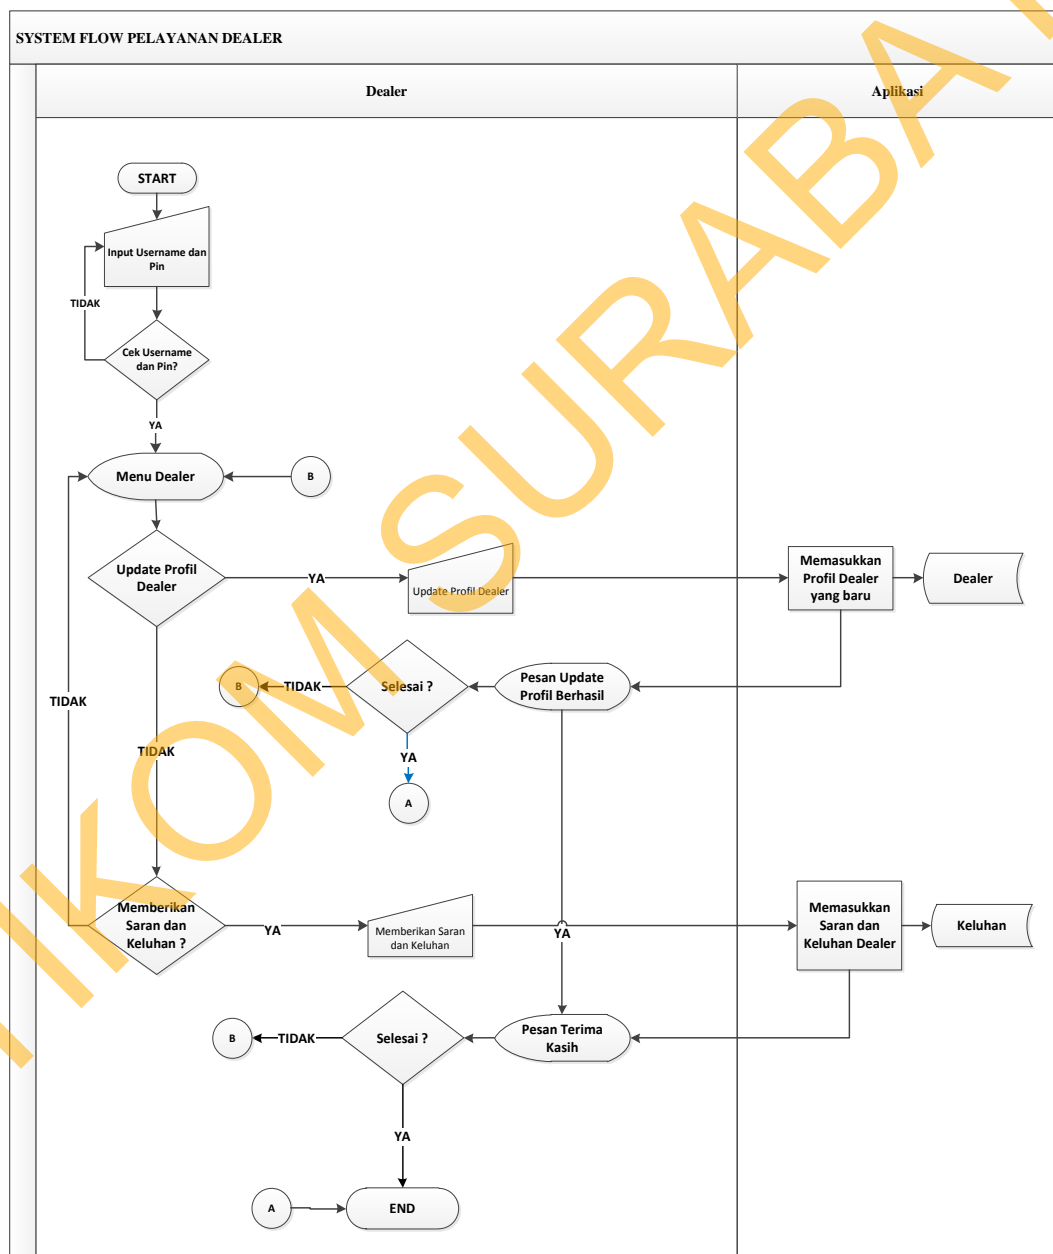 SYSTEM FLOW PELAYANAN DEALER
Dealer
Aplikasi
START
Input Username dan
Pin
TIDAK
Cek Username
dan Pin?
YA
Menu Dealer
B
Update Profil
Dealer
YA
Update Profil Dealer
Memasukkan
Profil Dealer
yang baru
Dealer
B
TIDAK
Selesai ?
Pesan Update
Profil Berhasil
TIDAK
TIDAK
YA
A
Memberikan
Saran dan
Keluhan ?
YA
Memberikan Saran
dan Keluhan
YA
Memasukkan
Saran dan
Keluhan Dealer
Keluhan
B
TIDAK
Selesai ?
Pesan Terima
Kasih
YA
A
END
IKOM SURABAYA